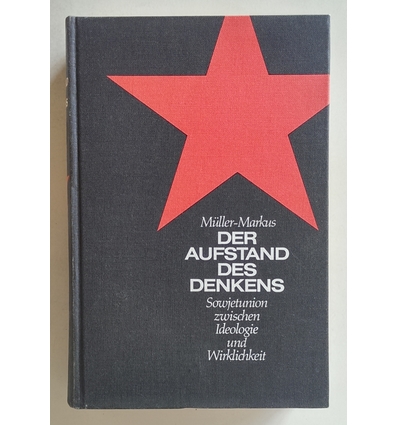 Müller-Markus
DER
AUFSTAND
DES
DENKENS
Sowjetunion
zwischen
Ideologie
und
Wirklichkeit